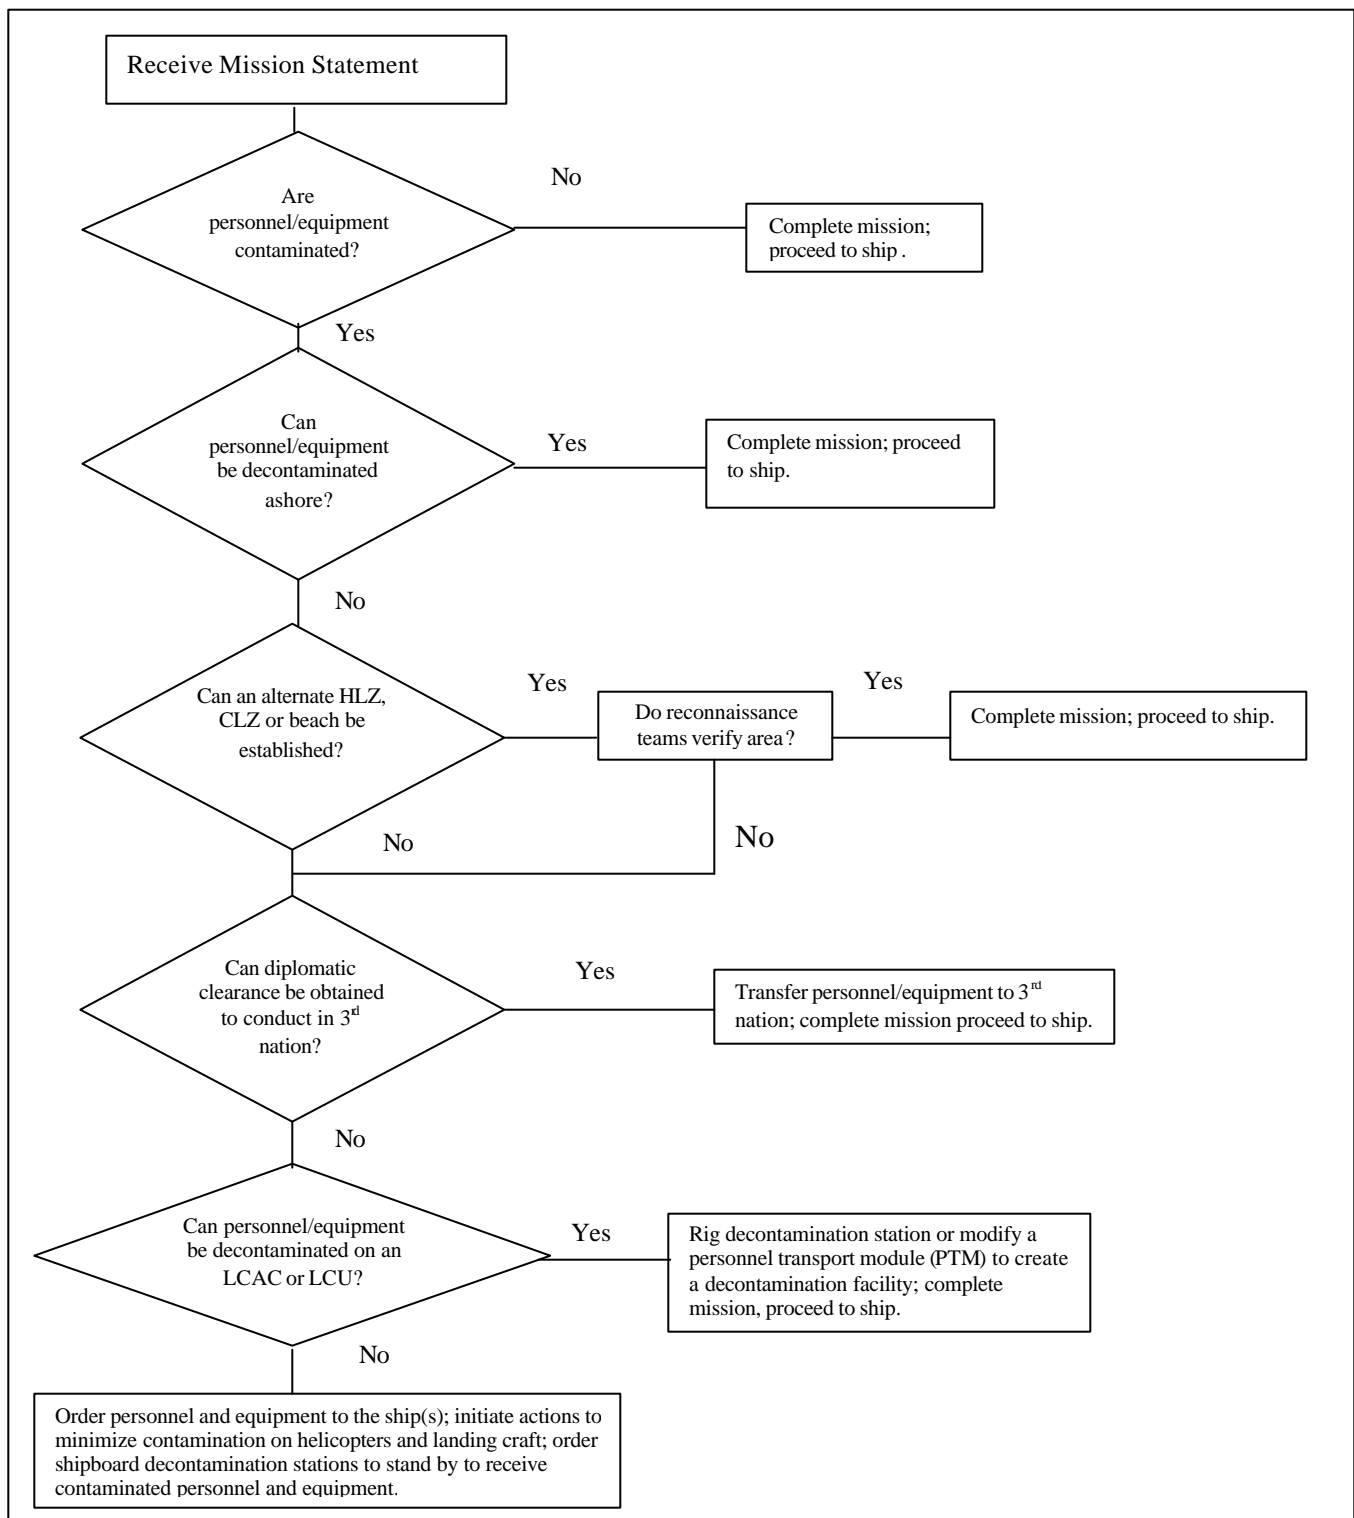 Receive Mission Statement
Are
personnel/equipment
contaminated?
No
Complete mission;
proceed to ship .
Yes
Can
personnel/equipment
be decontaminated
ashore?
Yes
Complete mission; proceed
to ship.
No
Can an alternate HLZ,
CLZ or beach be
established?
Yes
Do reconnaissance
teams verify area?
Yes
Complete mission; proceed to ship.
No
No
Can diplomatic
clearance be obtained
to conduct in 3rd
nation?
Yes
Transfer personnel/equipment to 3rd
nation; complete mission proceed to ship.
No
Can personnel/equipment
be decontaminated on an
LCAC or LCU?
Yes
Rig decontamination station or modify a
personnel transport module (PTM) to create
a decontamination facility; complete
mission, proceed to ship.
No
Order personnel and equipment to the ship(s); initiate actions to
minimize contamination on helicopters and landing craft; order
shipboard decontamination stations to stand by to receive
contaminated personnel and equipment.